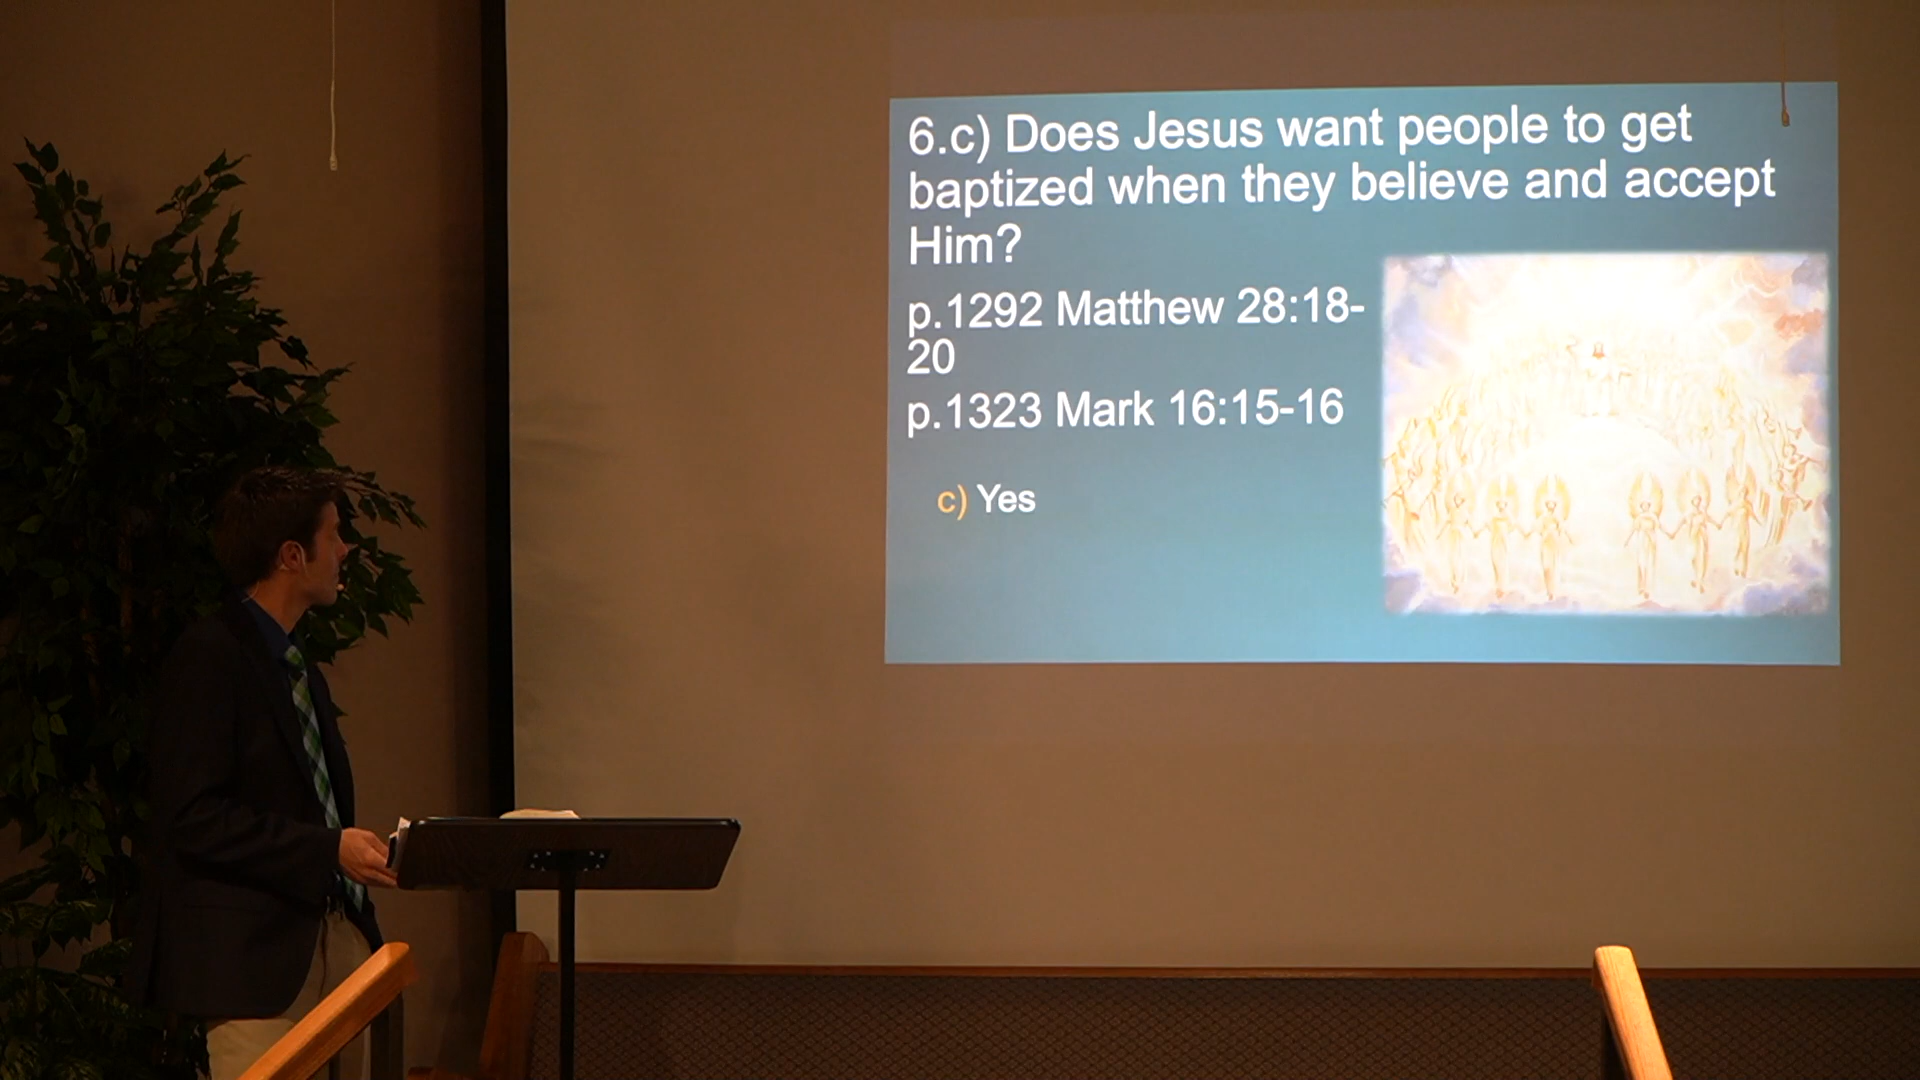 6.c) Does Jesus want people to get
baptized when they believe and accept
Him?
p.1292 Matthew 28:18-
20
p.1323 Mark 16:15-16
c) Yes